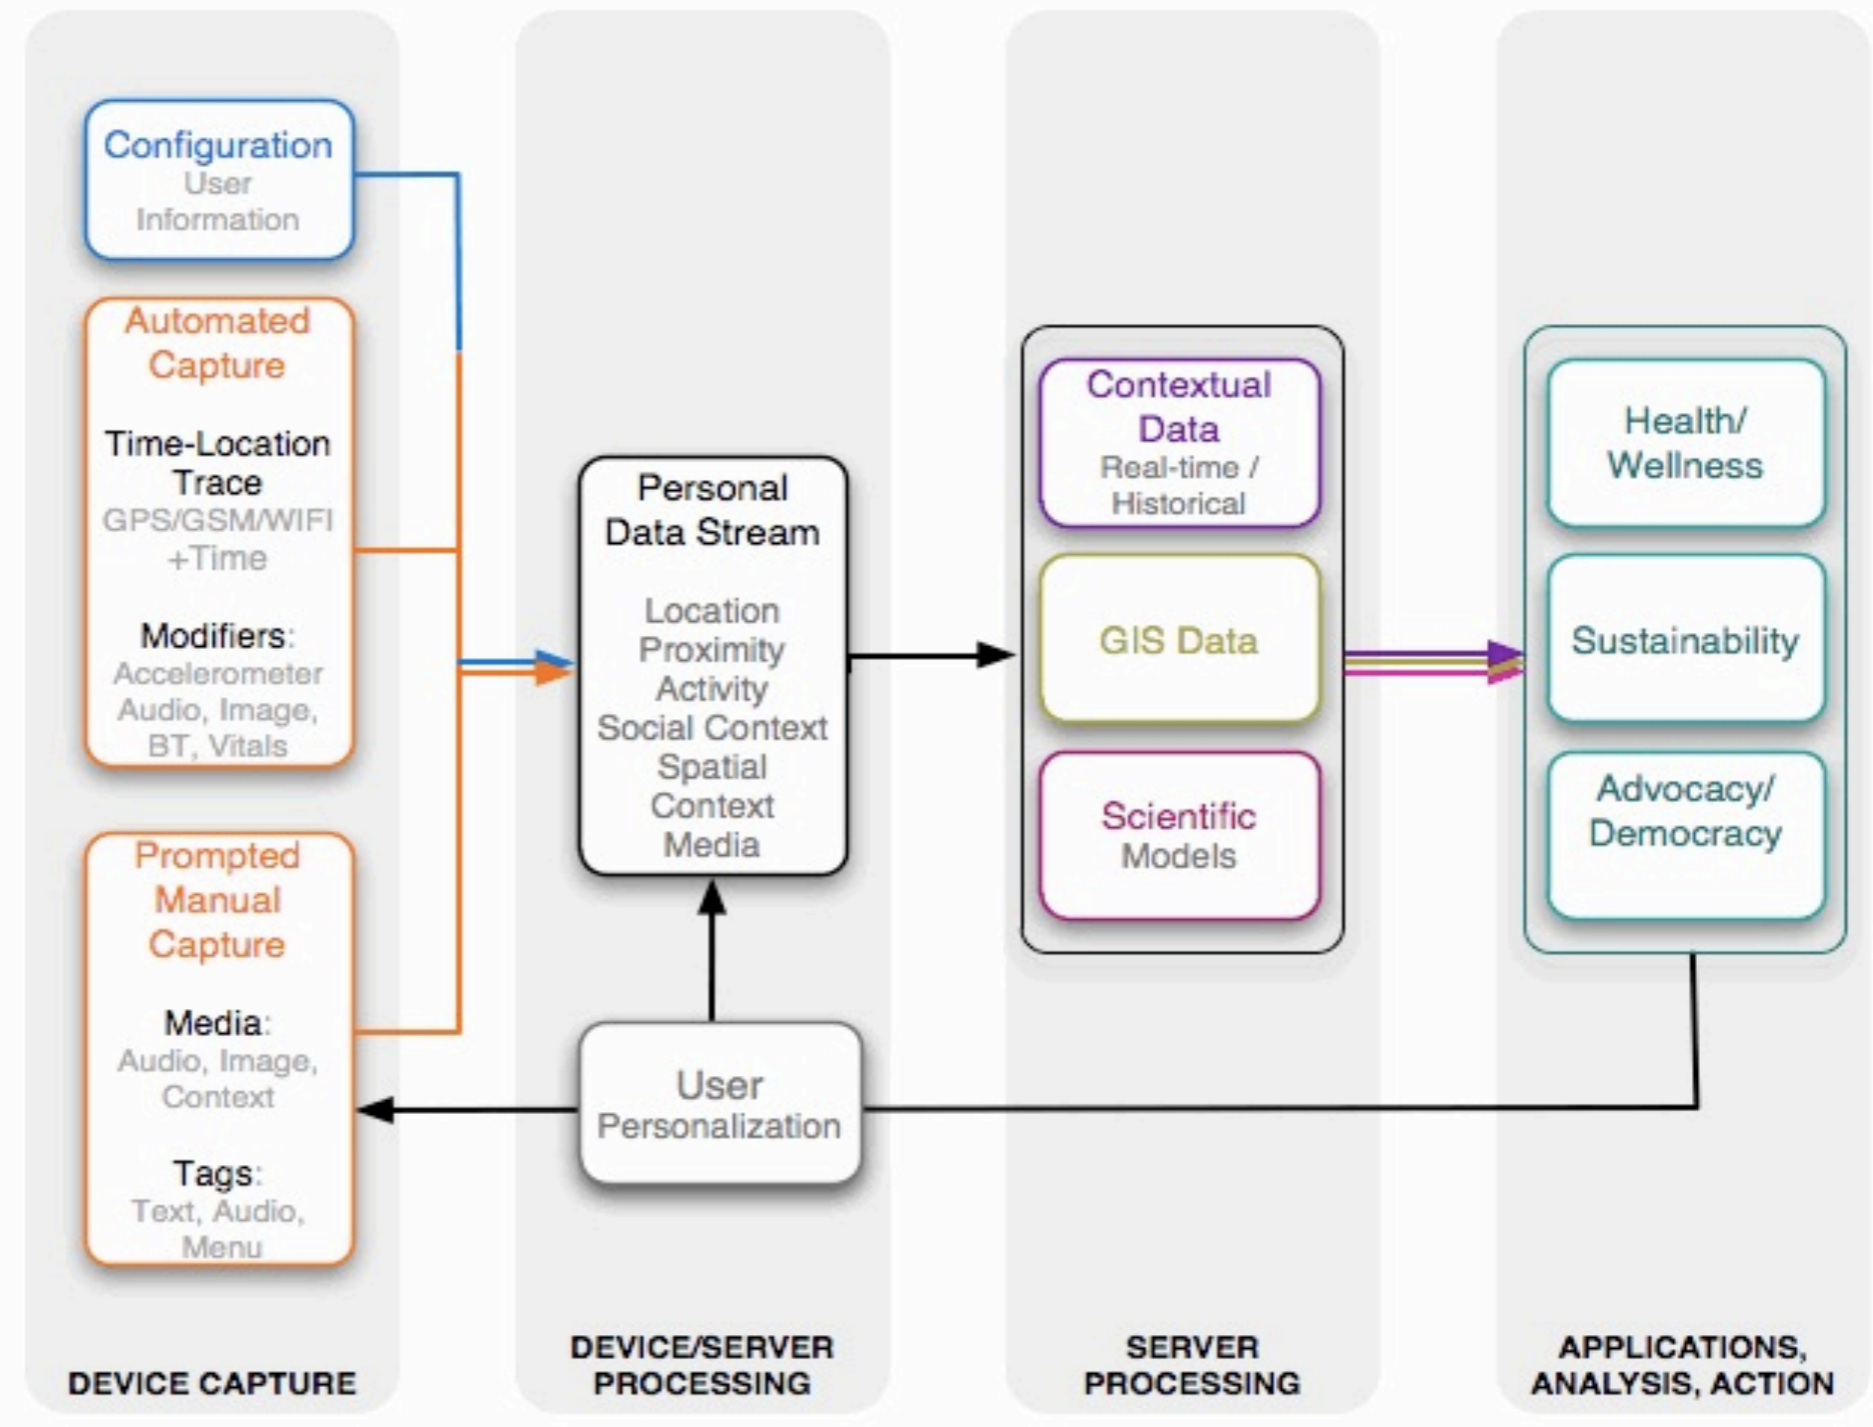 Configuration
User
Information
Automated
Capture
Time-Location
Trace
GPS/GSM/WIFI
+Time
Modifiers:
Accelerometer
Audio, Image,
BT, Vitals
Prompted
Manual
Capture
Media:
Audio, Image,
Context
Tags:
Text, Audio,
Menu
DEVICE CAPTURE
Personal
Data Stream
Location
Proximity
Activity
Social Context
Spatial
Context
Media
User
Personalization
DEVICE/SERVER
PROCESSING
Contextual
Data
Real-time /
Historical
GIS Data
Scientific
Models
SERVER
PROCESSING
Health/
Wellness
Sustainability
Advocacy/
Democracy
APPLICATIONS,
ANALYSIS, ACTION